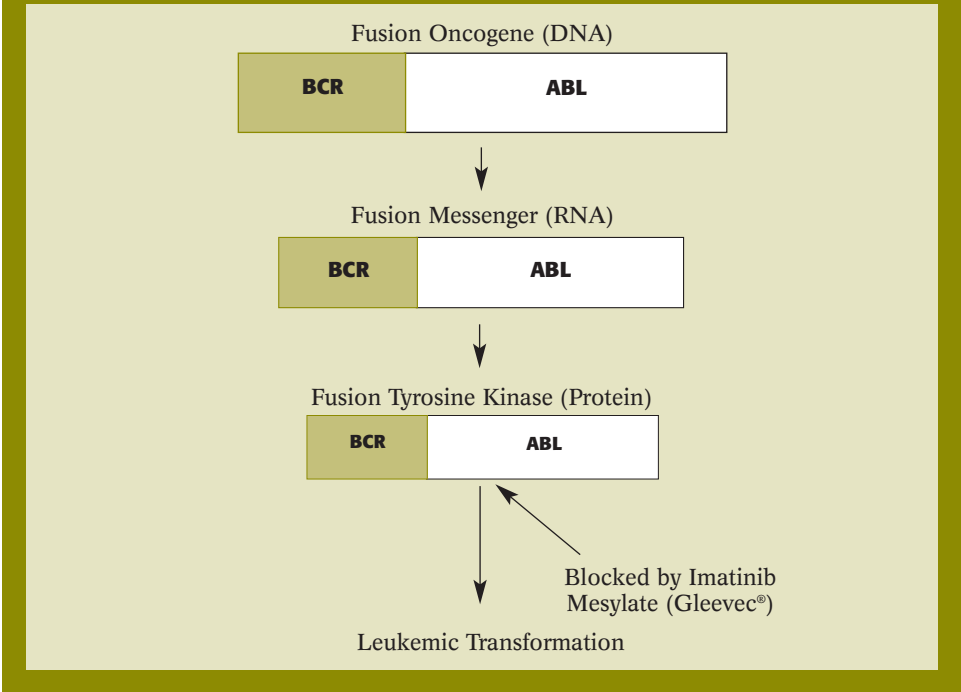 Fusion Oncogene (DNA)
BCR ABL
Fusion Messenger (RNA)
BCR ABL
Fusion Tyrosine Kinase (Protein)
BCR ABL
Blocked by Imatinib
Mesylate (Gleevec®)
Leukemic Transformation